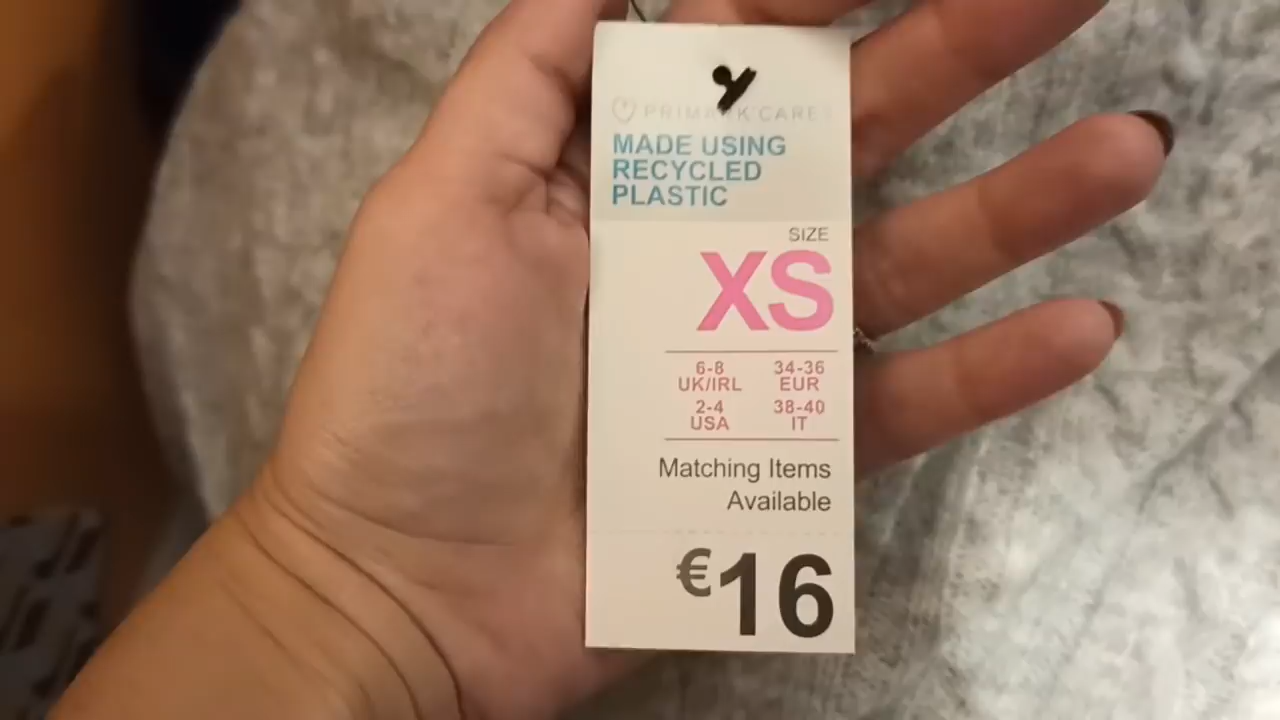 PRIMARK CARES
MADE USING
RECYCLED
PLASTIC
SIZE
XS
6-8 34-36
UK/IRL EUR
2-4 38-40
USA IT
Matching Items
Available
€16